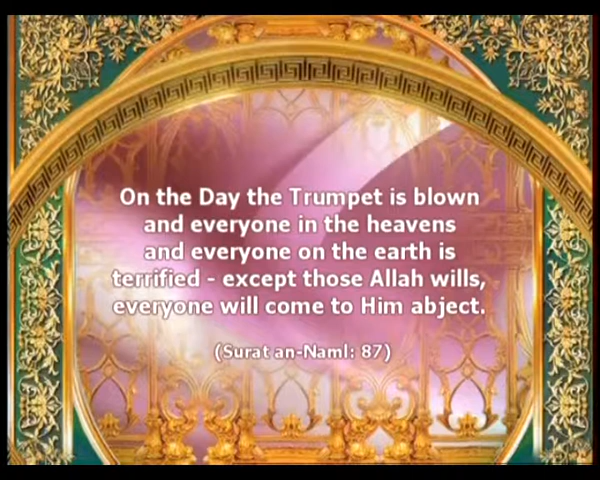 On the Day the Trumpet is blown
and everyone in the heavens
and everyone on the earth is
terrified - except those Allah wills,
everyone will come to Him abject.
(Surat an-Naml: 87)